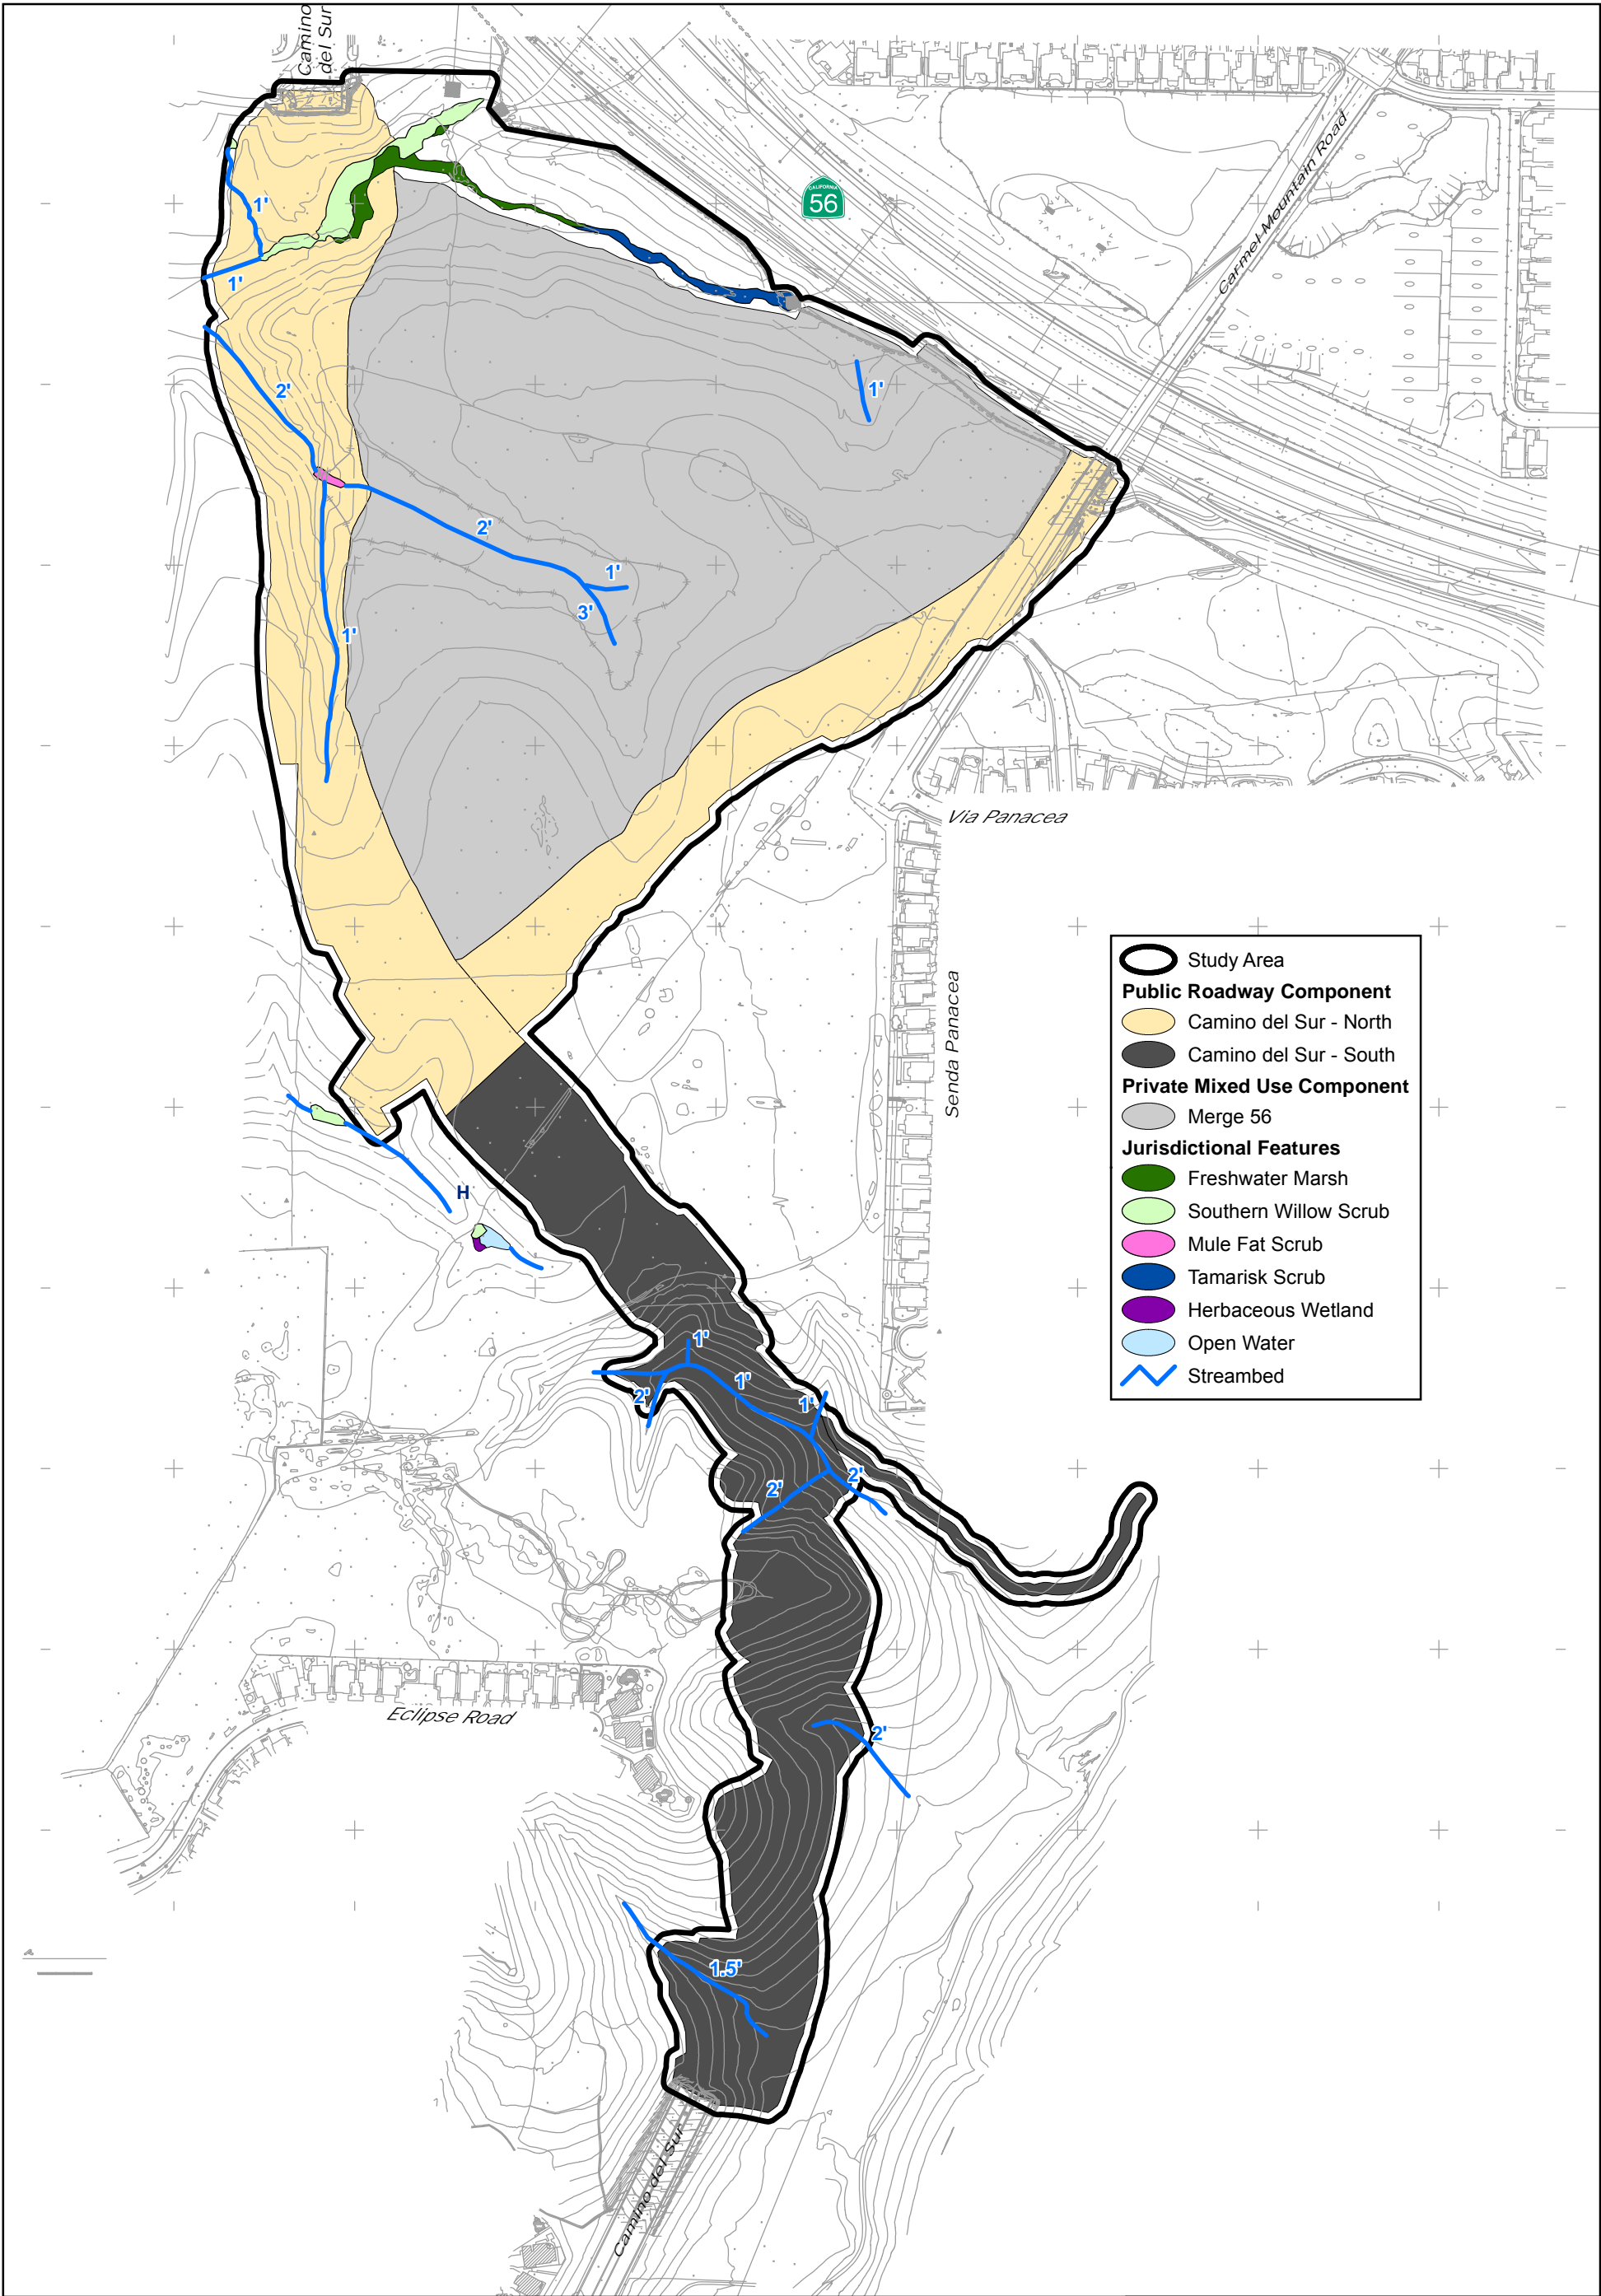 Camino
del Sur
CALIFORNIA
56
Carmel Mountain Road
1'
1'
2'
1'
2'
1'
3'
1'
Via Panacea
Senda Panacea
Study Area
Public Roadway Component
Camino del Sur - North
Camino del Sur - South
Private Mixed Use Component
Merge 56
Jurisdictional Features
Freshwater Marsh
Southern Willow Scrub
Mule Fat Scrub
Tamarisk Scrub
Herbaceous Wetland
Open Water
Streambed
H
1'
1'
2'
1'
2'
2'
Eclipse Road
2'
1.5'
Camino del Sur